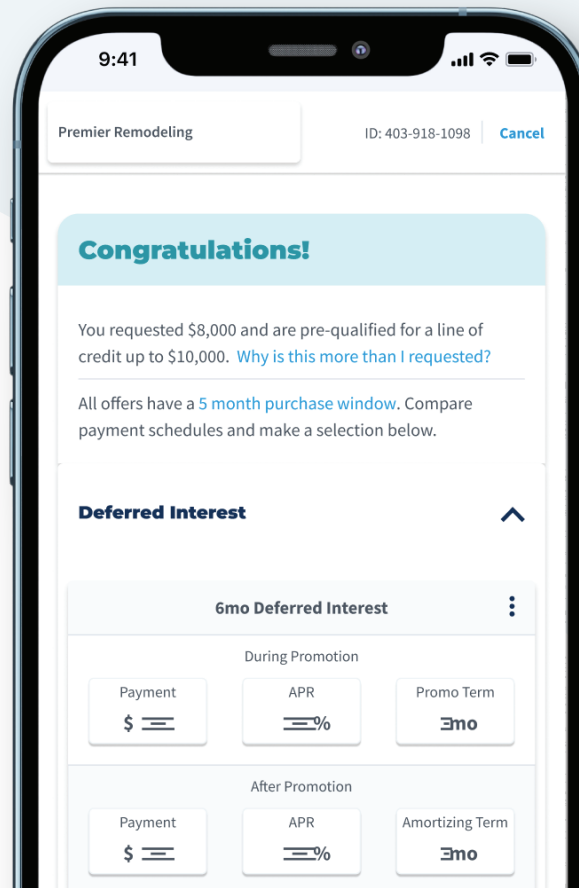 9:41
Premier Remodeling
ID: 403-918-1098
Cancel
Congratulations!
You requested $8,000 and are pre-qualified for a line of
credit up to $10,000. Why is this more than I requested?
All offers have a 5 month purchase window. Compare
payment schedules and make a selection below.
Deferred Interest
6mo Deferred Interest
During Promotion
Payment APR Promo Term
$ % mo
After Promotion
Payment APR Amortizing Term
$ % mo